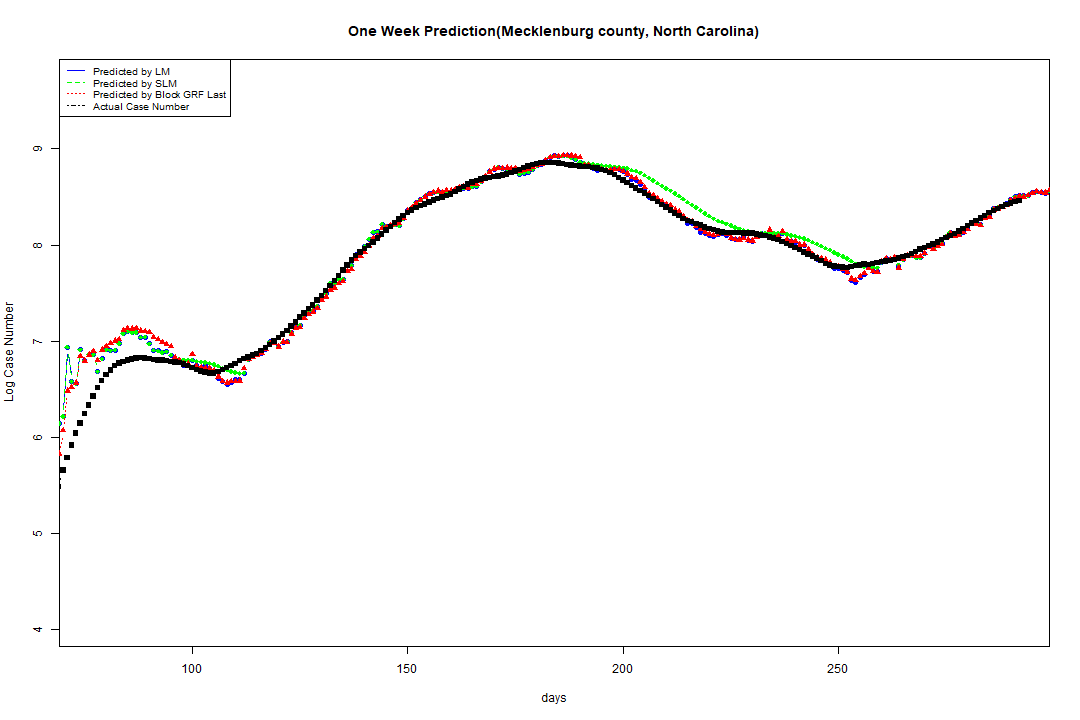 One Week Prediction(Mecklenburg county, North Carolina)
Predicted by LM
Predicted by SLM
Predicted by Block GRF Last
Actual Case Number
Log Case Number
9
8
7
6
5
4
100 150 200 250
days